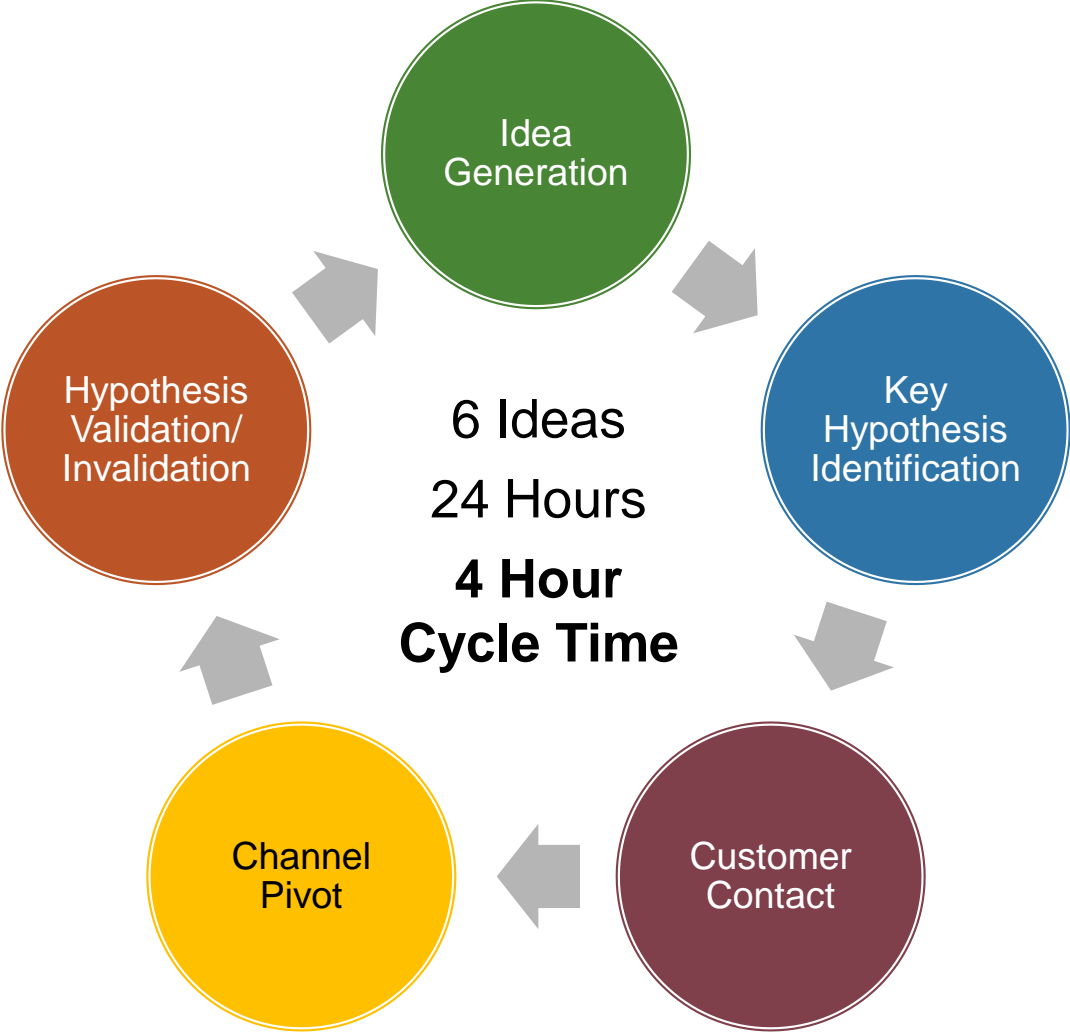 Idea
Generation
Key
Hypothesis
Identification
Customer
Contact
Channel
Pivot
Hypothesis
Validation/
Invalidation
6 Ideas
24 Hours
4 Hour
Cycle Time